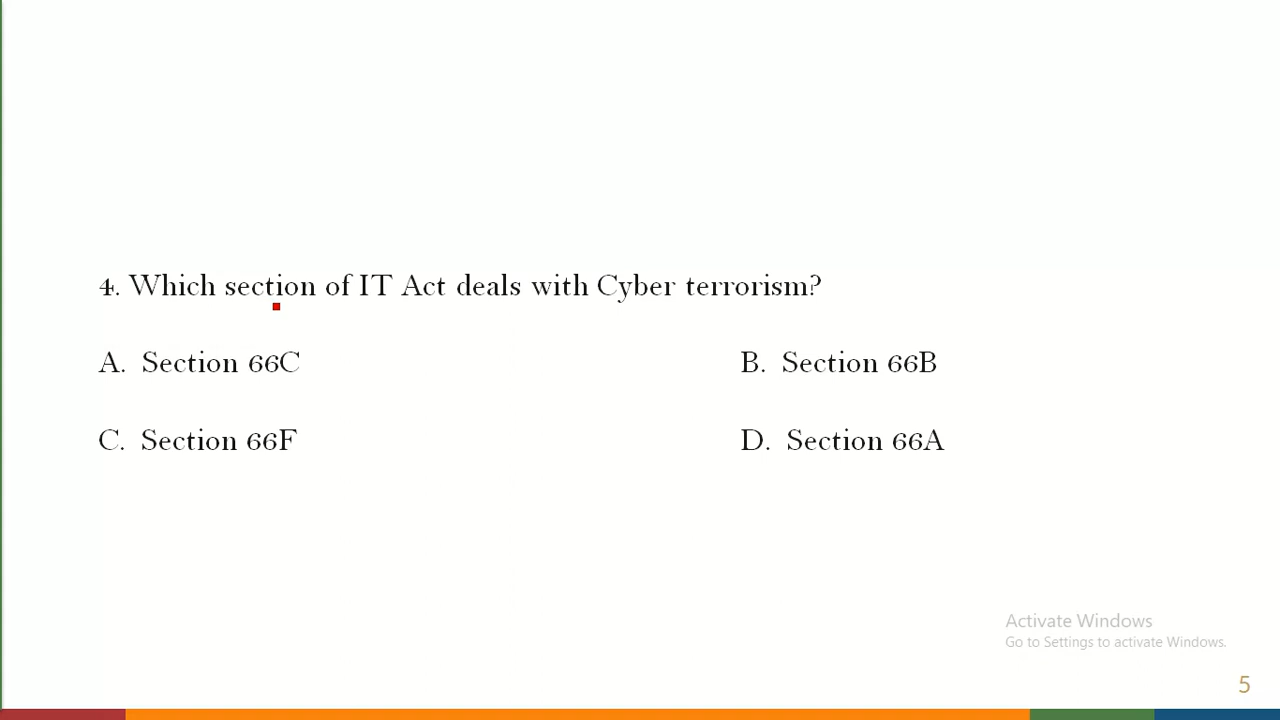 4. Which section of IT Act deals with Cyber terrorism?
A. Section 66C
B. Section 66B
C. Section 66F
D. Section 66A
Activate Windows
Go to Settings to activate Windows.
5